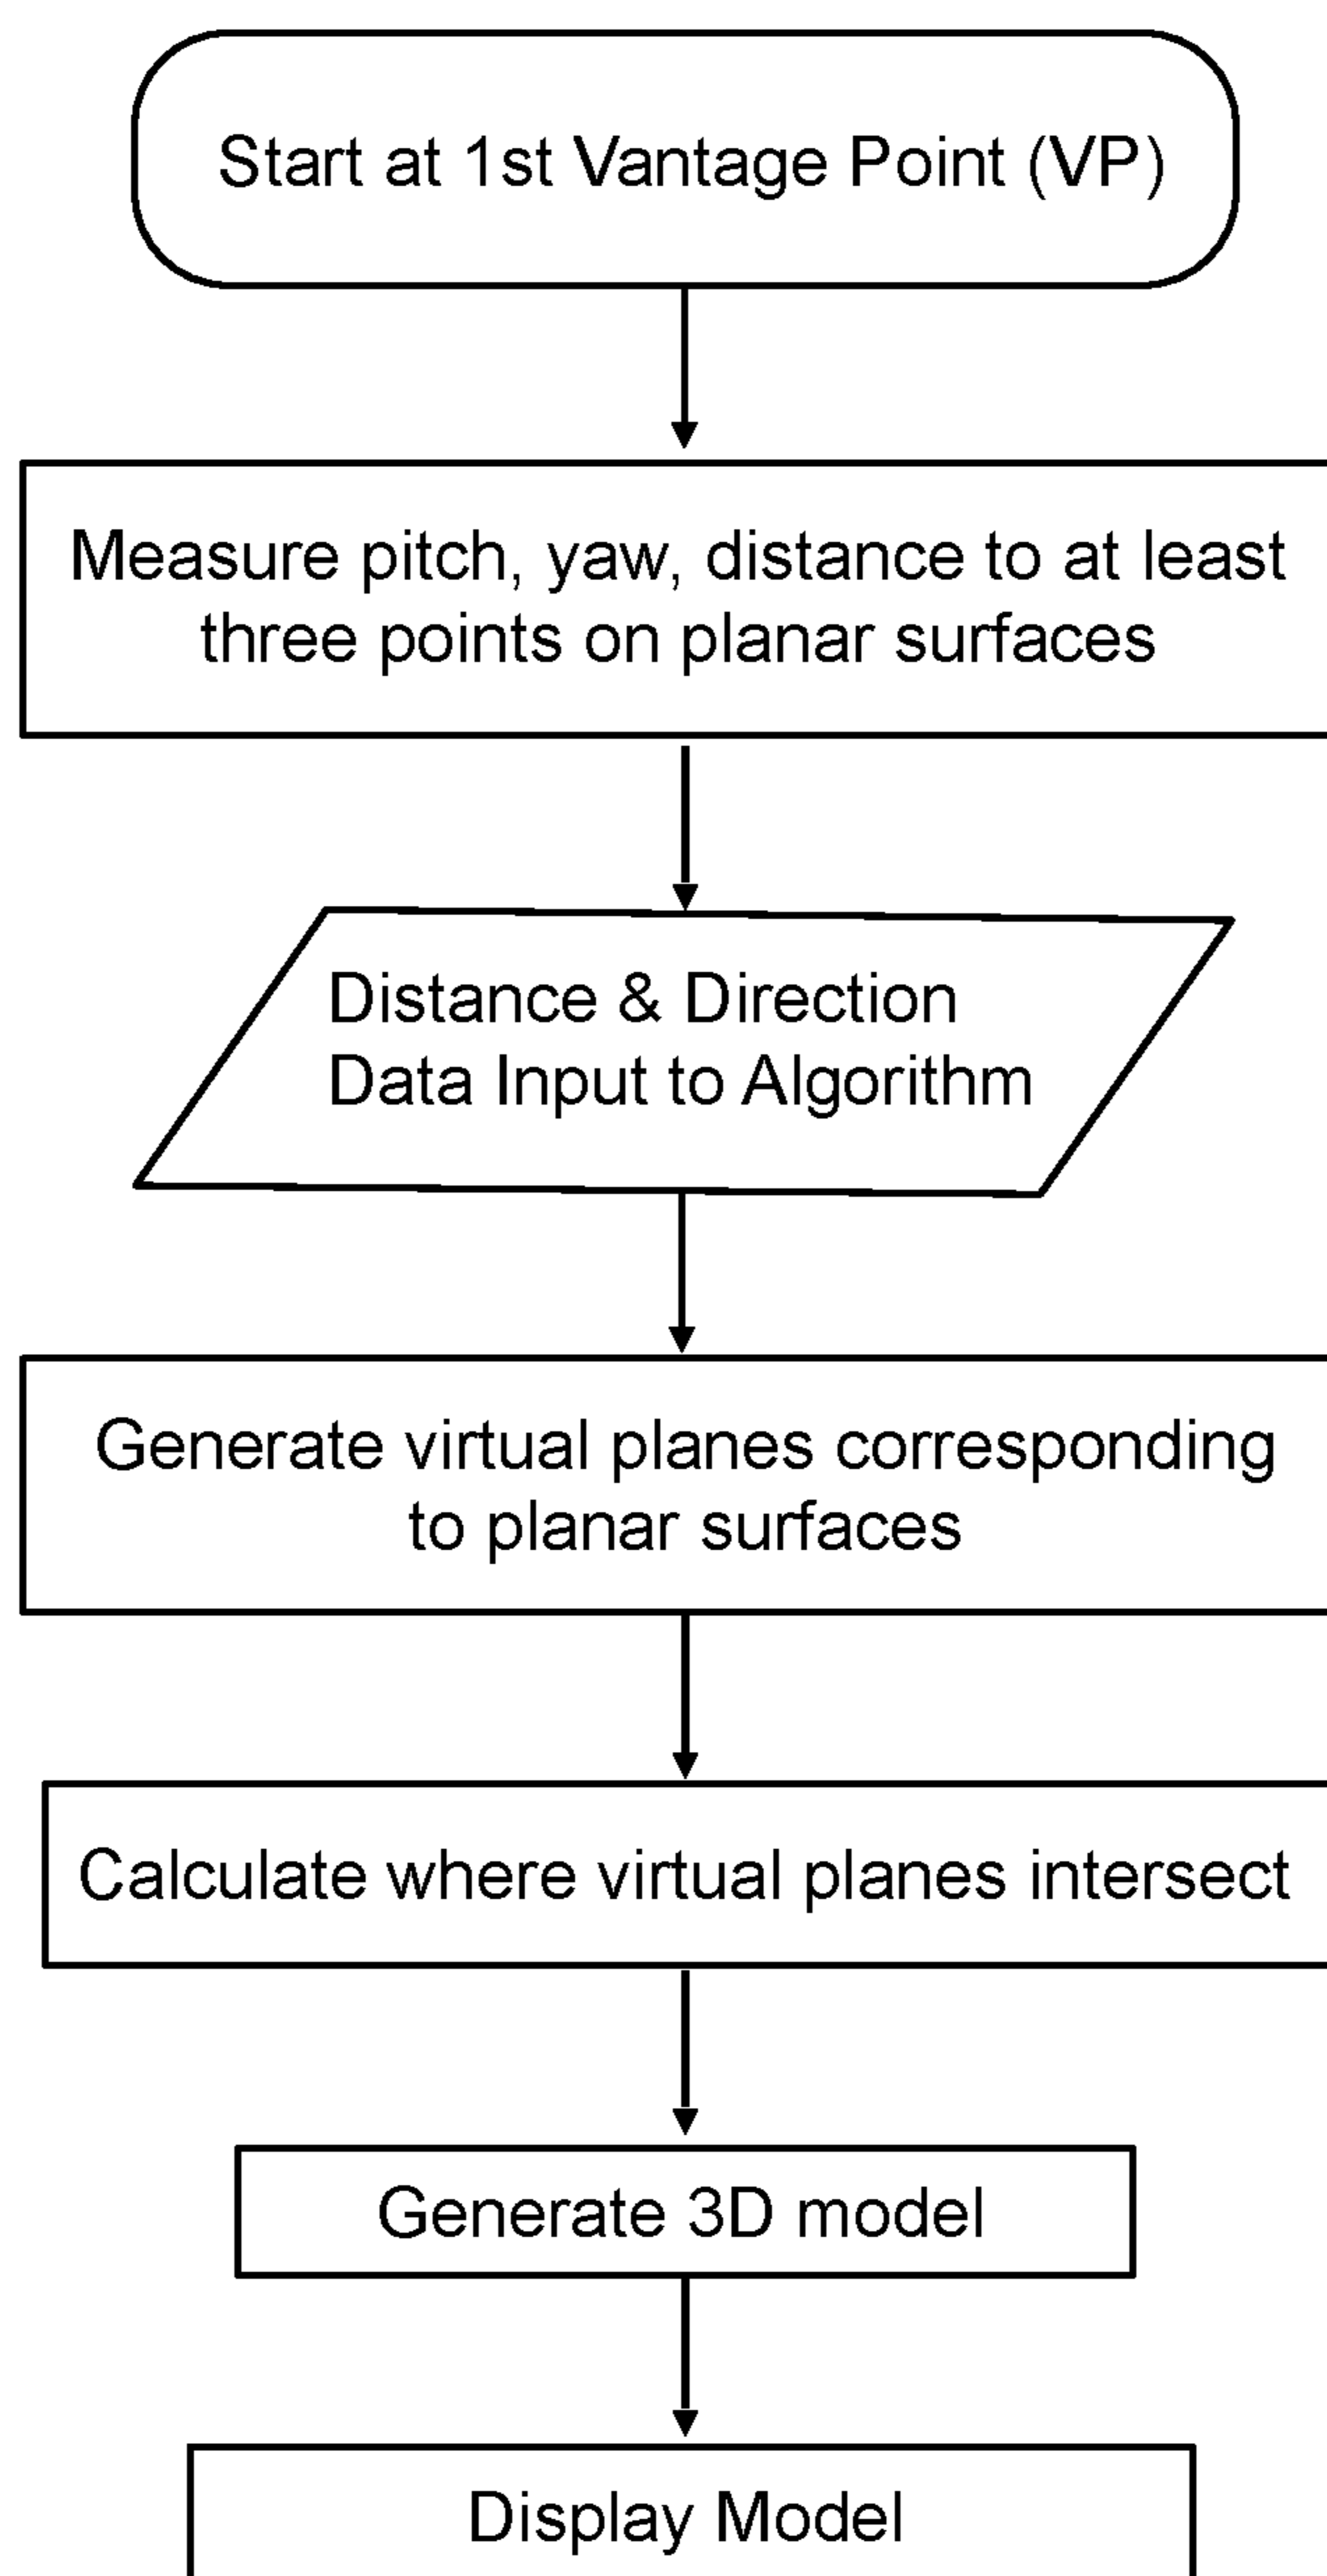 Start at 1st Vantage Point (VP)
Measure pitch, yaw, distance to at least
three points on planar surfaces
Distance & Direction
Data Input to Algorithm
Generate virtual planes corresponding
to planar surfaces
Calculate where virtual planes intersect
Generate 3D model
Display Model